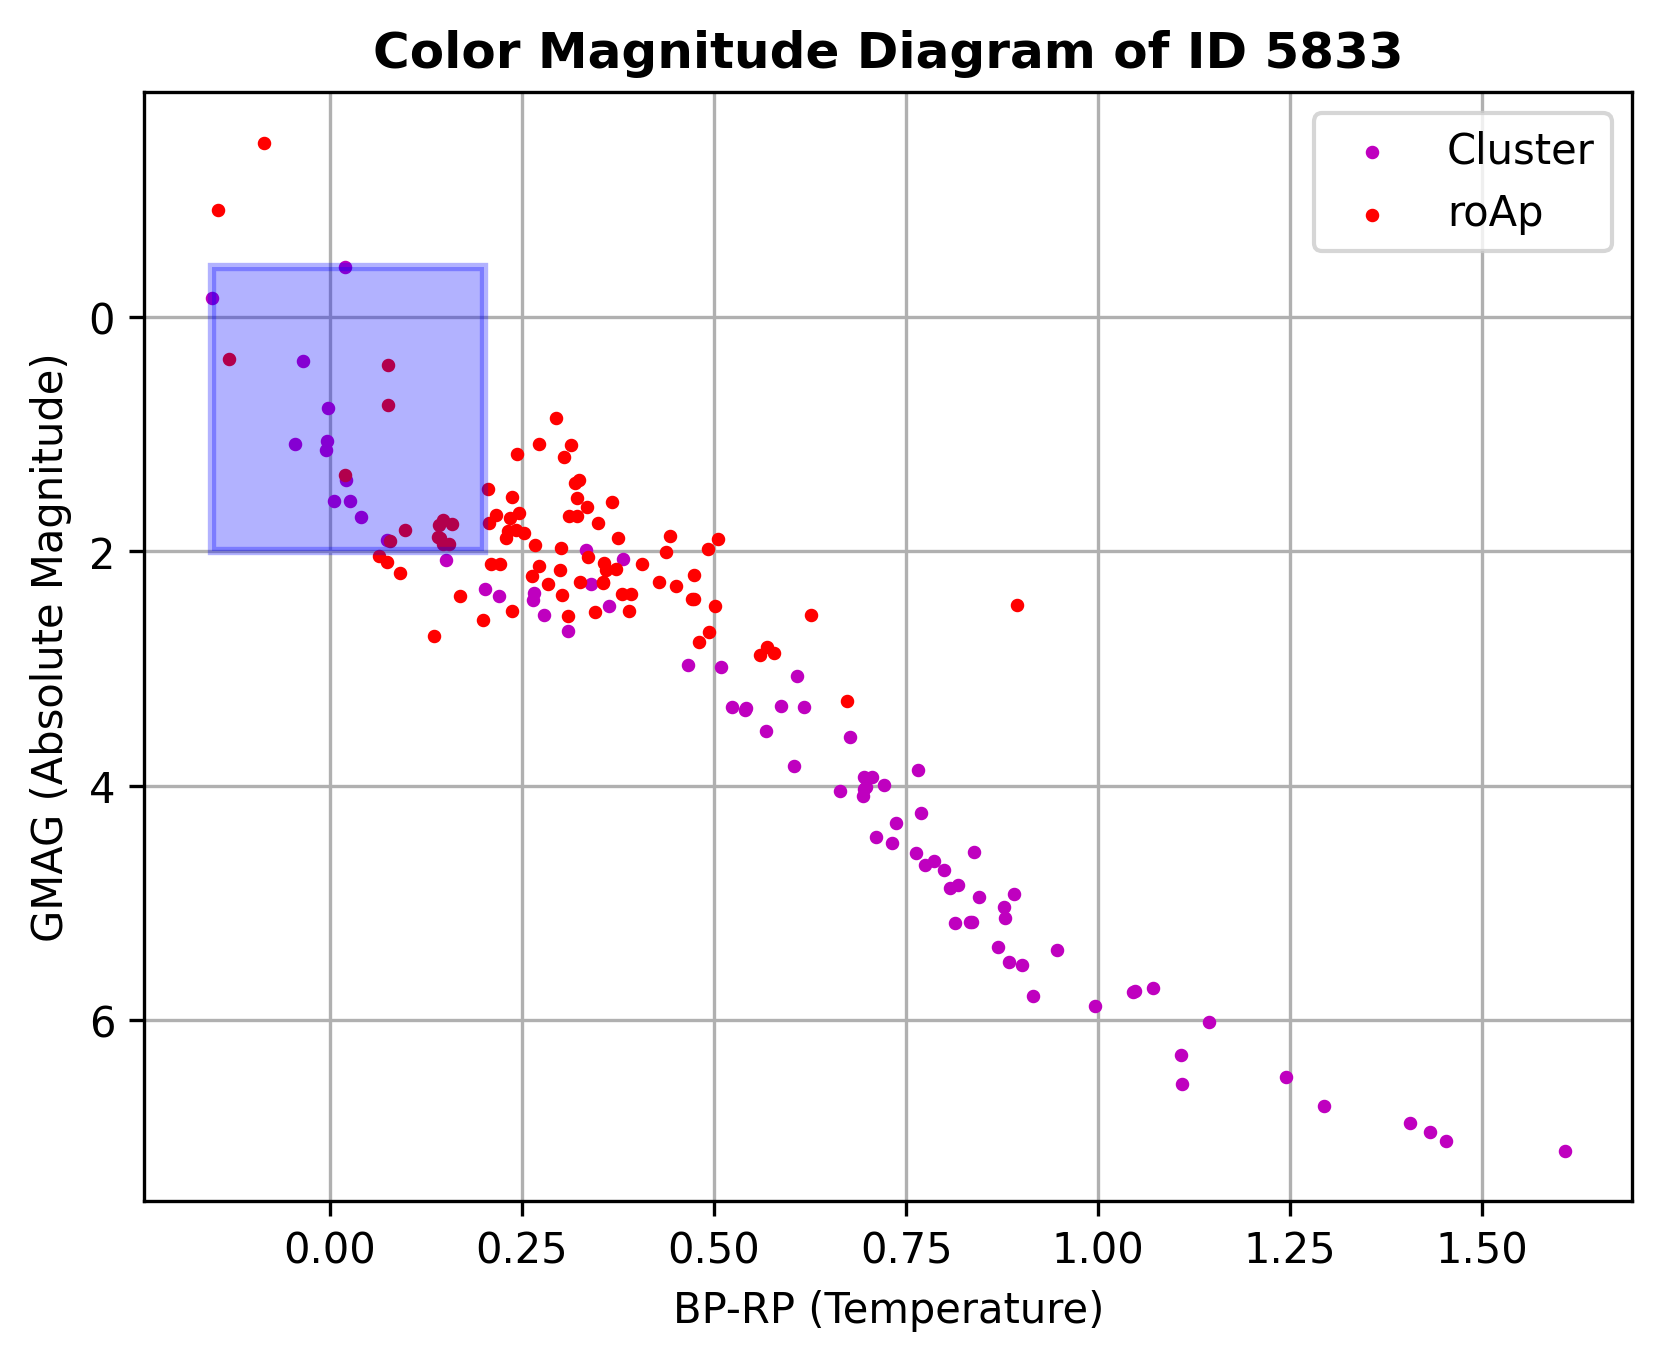 Color Magnitude Diagram of ID 5833
Cluster
roAp
GMAG (Absolute Magnitude)
0
2
4
6
0.00 0.25 0.50 0.75 1.00 1.25 1.50
BP-RP (Temperature)